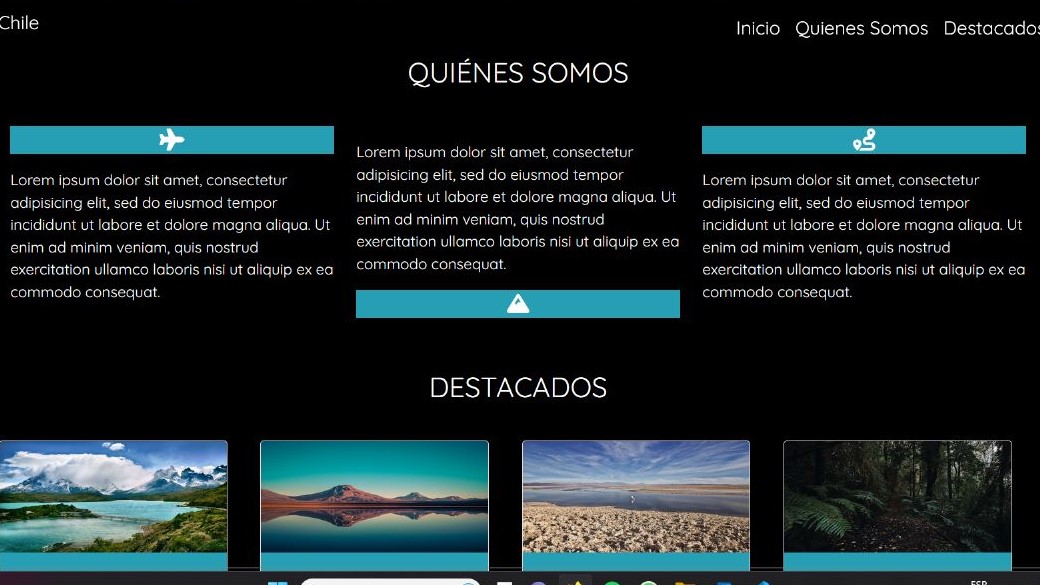 Chile
Inicio Quienes Somos Destacados
QUIÉNES SOMOS
Lorem ipsum dolor sit amet, consectetur
adipisicing elit, sed do eiusmod tempor
incididunt ut labore et dolore magna aliqua. Ut
enim ad minim veniam, quis nostrud
exercitation ullamco laboris nisi ut aliquip ex ea
commodo consequat.
Lorem ipsum dolor sit amet, consectetur
adipisicing elit, sed do eiusmod tempor
incididunt ut labore et dolore magna aliqua. Ut
enim ad minim veniam, quis nostrud
exercitation ullamco laboris nisi ut aliquip ex ea
commodo consequat.
Lorem ipsum dolor sit amet, consectetur
adipisicing elit, sed do eiusmod tempor
incididunt ut labore et dolore magna aliqua. Ut
enim ad minim veniam, quis nostrud
exercitation ullamco laboris nisi ut aliquip ex ea
commodo consequat.
DESTACADOS
ESP